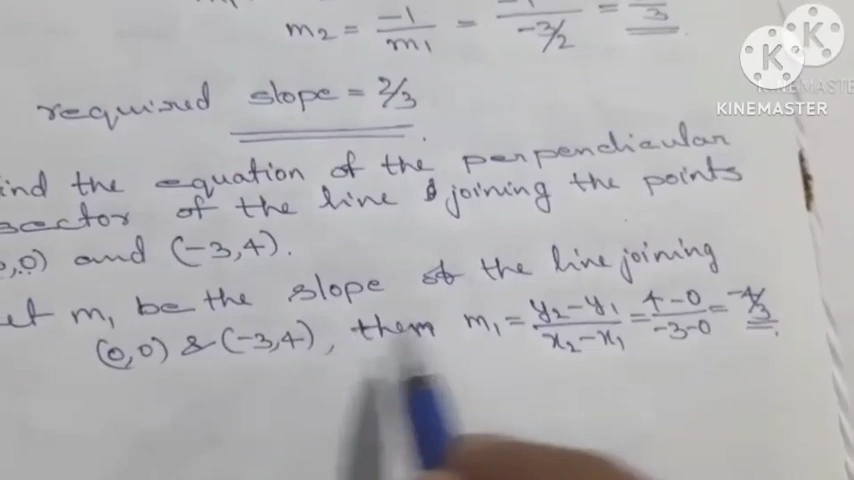 m₂ = -1/m₁ = -1/(-3/2) = /3
KINEMASTER
KINEMASTER
required slope = 2/3
ind the equation of the perpendicular
sector of the line joining the points
0,0) and (-3,4).
et m₁ be the slope of the line joining
(0,0) & (-3,4), then m₁ = y₂-y₁/x₂-x₁ = 4-0/-3-0 = -4/3